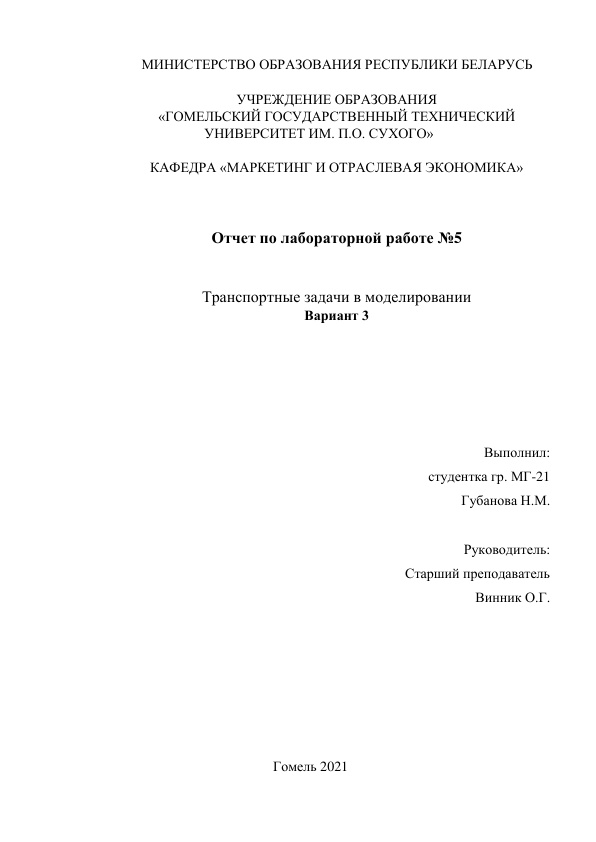 МИНИСТЕРСТВО ОБРАЗОВАНИЯ РЕСПУБЛИКИ БЕЛАРУСЬ
УЧРЕЖДЕНИЕ ОБРАЗОВАНИЯ
«ГОМЕЛЬСКИЙ ГОСУДАРСТВЕННЫЙ ТЕХНИЧЕСКИЙ
УНИВЕРСИТЕТ ИМ. П.О. СУХОГО»
КАФЕДРА «МАРКЕТИНГ И ОТРАСЛЕВАЯ ЭКОНОМИКА»
Отчет по лабораторной работе №5
Транспортные задачи в моделировании
Вариант 3
Выполнил:
студентка гр. МГ-21
Губанова Н.М.
Руководитель:
Старший преподаватель
Винник О.Г.
Гомель 2021